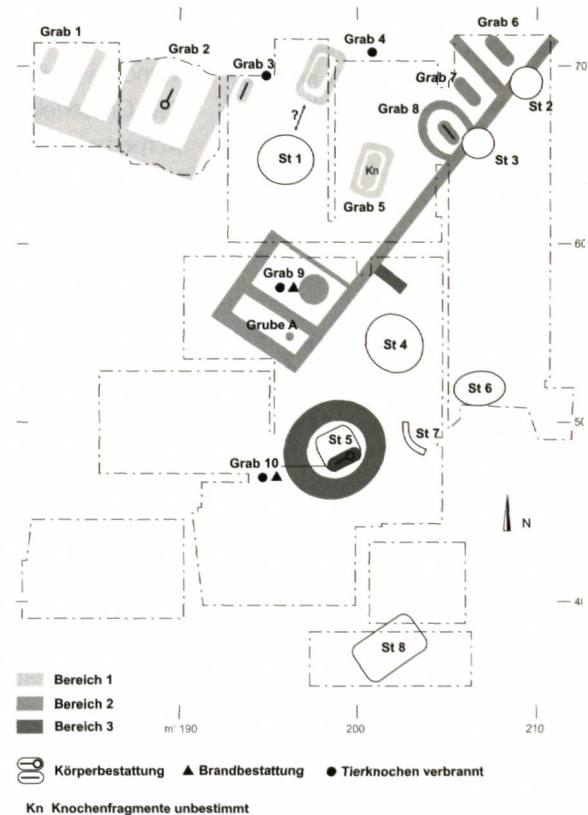 Grab 1
Grab 2
Grab 3
Grab 4
Grab 6
70
Grab 7
Grab 8
St 2
?
St 1
St 3
Kn
Grab 5
60
Grab 9
Grube A
St 4
St 6
50
St 5
St 7
Grab 10
N
40
St 8
Bereich 1
Bereich 2
Bereich 3
m 190
200
210
Körperbestattung
Brandbestattung
Tierknochen verbrannt
Kn Knochenfragmente unbestimmt